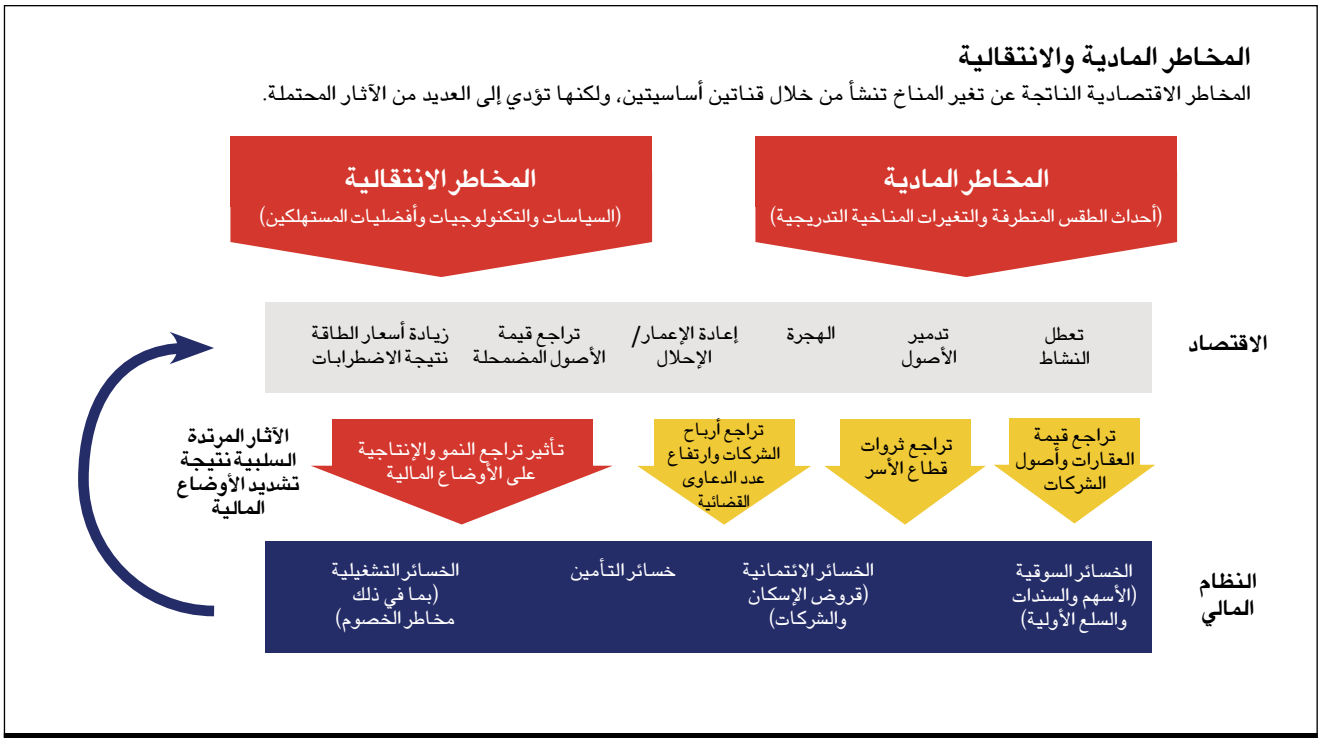 المخاطر المادية والانتقالية
المخاطر الاقتصادية الناتجة عن تغير المناخ تنشأ من خلال قناتين أساسيتين، ولكنها تؤدي إلى العديد من الآثار المحتملة.
المخاطر المادية
(أحداث الطقس المتطرفة والتغيرات المناخية التدريجية)
المخاطر الانتقالية
(السياسات والتكنولوجيات وأفضليات المستهلكين)
الاقتصاد
تعطل
النشاط
تدمير
الأصول
الهجرة
إعادة الإعمار/
الإحلال
تراجع قيمة
الأصول المضمحلة
زيادة أسعار الطاقة
نتيجة الاضطرابات
تراجع قيمة
العقارات وأصول
الشركات
تراجع ثروات
قطاع الأسر
تراجع أرباح
الشركات وارتفاع
عدد الدعاوى
القضائية
تأثير تراجع النمو والإنتاجية
على الأوضاع المالية
الآثار المرتدة
السلبية نتيجة
تشديد الأوضاع
المالية
النظام
المالي
الخسائر السوقية
(الأسهم والسندات
والسلع الأولية)
الخسائر الائتمانية
(قروض الإسكان
والشركات)
خسائر التأمين
الخسائر التشغيلية
(بما في ذلك
مخاطر الخصوم)